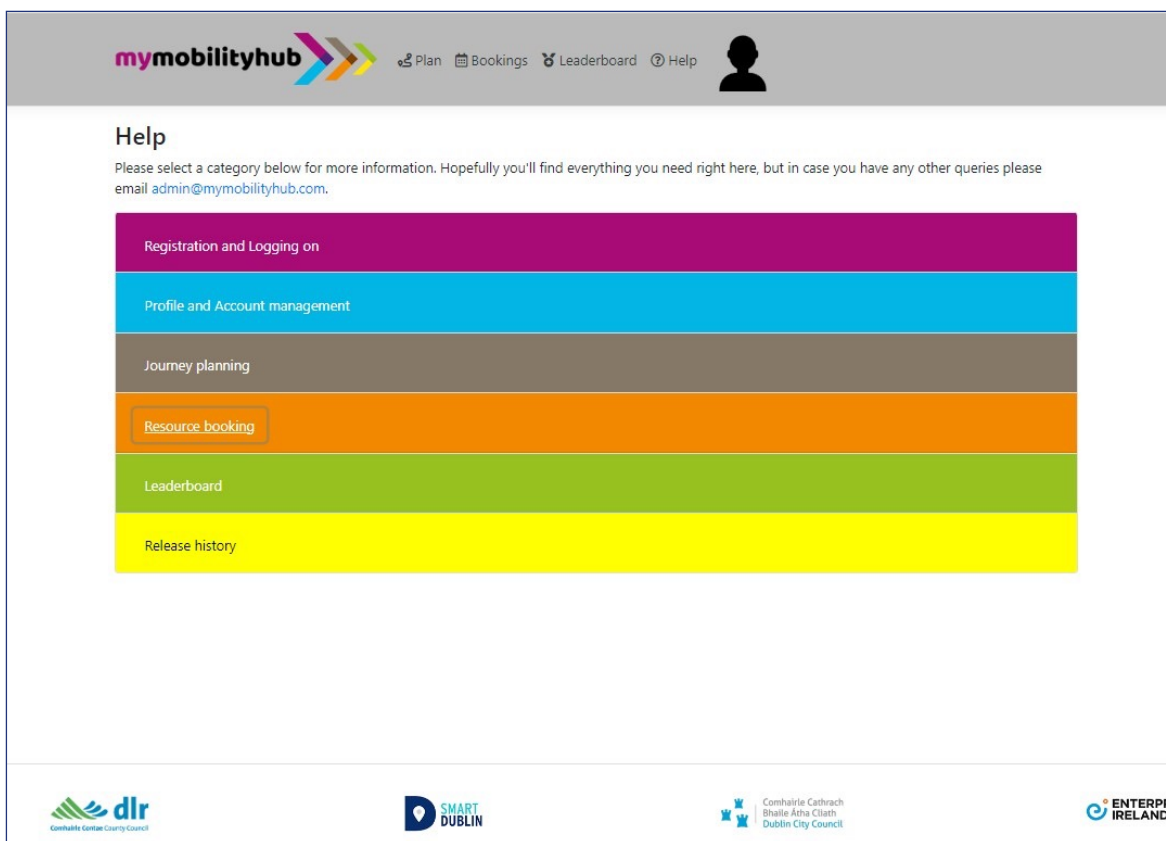 mymobilityhub
Plan Bookings Leaderboard Help
Help
Please select a category below for more information. Hopefully you'll find everything you need right here, but in case you have any other queries please
email admin@mymobilityhub.com.
Registration and Logging on
Profile and Account management
Journey planning
Resource booking
Leaderboard
Release history
dlr
Comhairle Contae County Council
SMART
DUBLIN
Comhairle Cathrach
Bhaile Átha Cliath
Dublin City Council
ENTERPRI
IRELAND